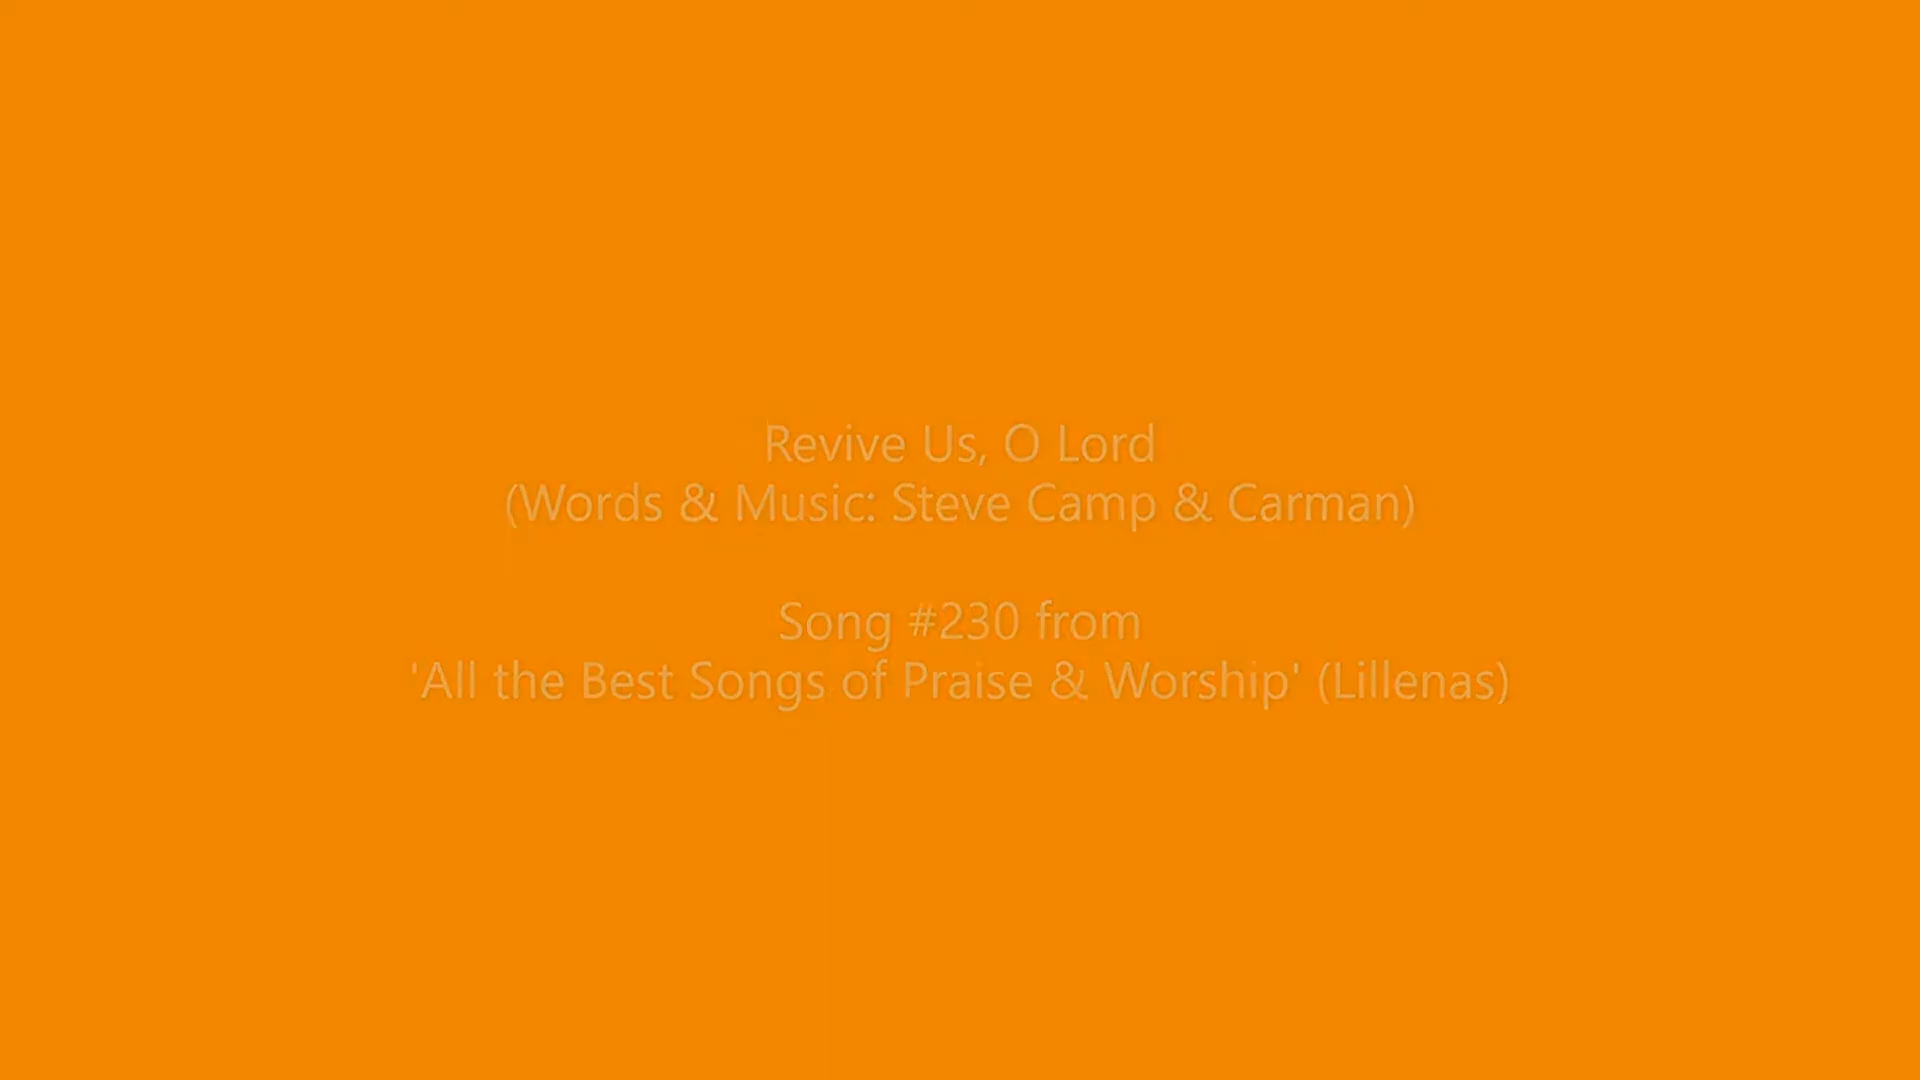 Revive Us, O Lord
(Words & Music: Steve Camp & Carman)
Song #230 from
'All the Best Songs of Praise & Worship' (Lillenas)